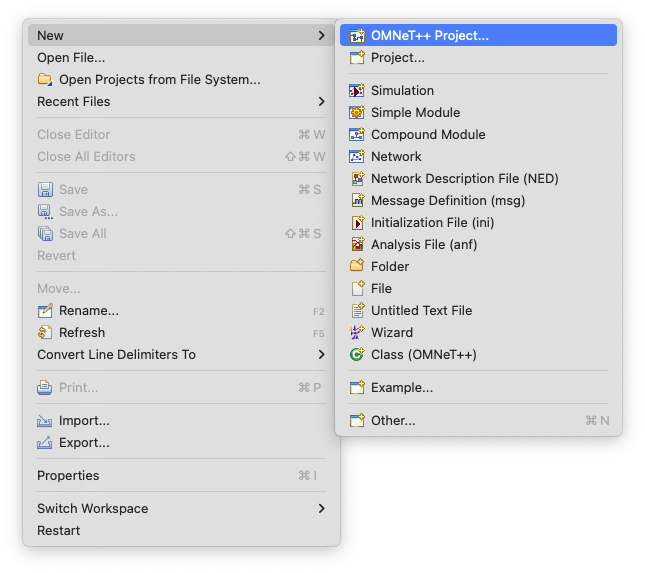 New
Open File...
Open Projects from File System...
Recent Files
Close Editor ⌘ W
Close All Editors ⇧⌘ W
Save ⌘ S
Save As...
Save All ⇧⌘ S
Revert
Move...
Rename... F2
Refresh F5
Convert Line Delimiters To
Print... ⌘ P
Import...
Export...
Properties ⌘ I
Switch Workspace
Restart
OMNeT++ Project...
Project...
Simulation
Simple Module
Compound Module
Network
Network Description File (NED)
Message Definition (msg)
Initialization File (ini)
Analysis File (anf)
Folder
File
Untitled Text File
Wizard
Class (OMNeT++)
Example...
Other... ⌘ N